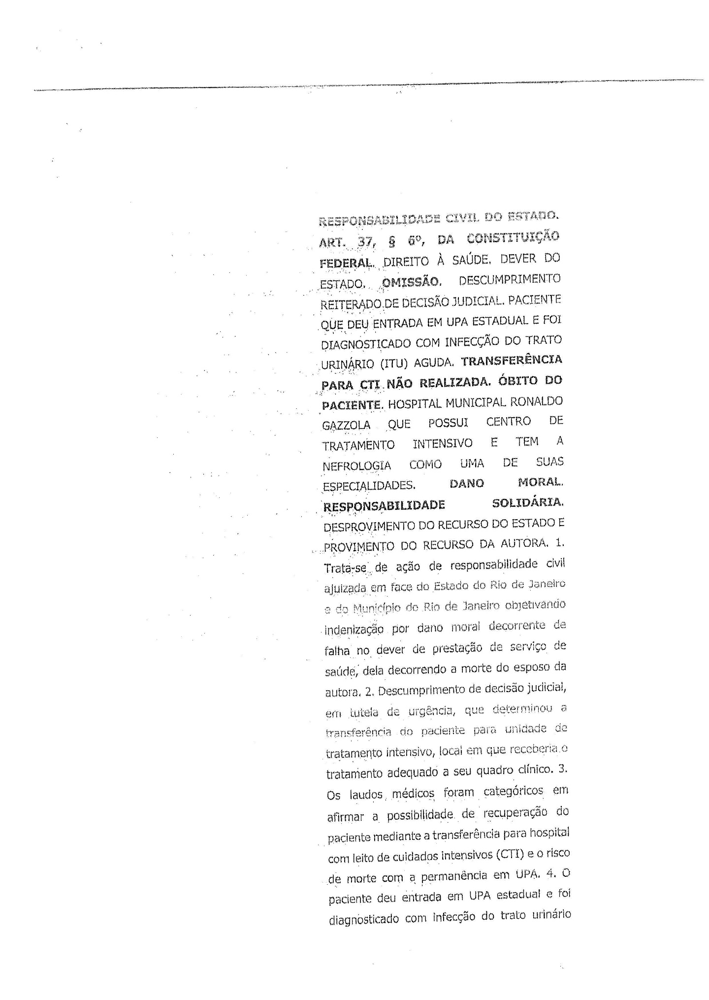 RESPONSABILIDADE CIVIL DO ESTADO.
ART. 37, § 6º, DA CONSTITUIÇÃO
FEDERAL. DIREITO À SAÚDE. DEVER DO
ESTADO. OMISSÃO. DESCUMPRIMENTO
REITERADO DE DECISÃO JUDICIAL. PACIENTE
QUE DEU ENTRADA EM UPA ESTADUAL E FOI
DIAGNOSTICADO COM INFECÇÃO DO TRATO
URINÁRIO (ITU) AGUDA. TRANSFERÊNCIA
PARA CTI NÃO REALIZADA. ÓBITO DO
PACIENTE. HOSPITAL MUNICIPAL RONALDO
GAZZOLA QUE POSSUI CENTRO DE
TRATAMENTO INTENSIVO E TEM A
NEFROLOGIA COMO UMA DE SUAS
ESPECIALIDADES. DANO MORAL.
RESPONSABILIDADE SOLIDÁRIA.
DESPROVIMENTO DO RECURSO DO ESTADO E
PROVIMENTO DO RECURSO DA AUTORA. 1.
Trata-se de ação de responsabilidade civil
ajuizada em face do Estado do Rio de Janeiro
e do Município do Rio de Janeiro objetivando
indenização por dano moral decorrente de
falha no dever de prestação de serviço de
saúde, dela decorrendo a morte do esposo da
autora. 2. Descumprimento de decisão judicial,
em tutela de urgência, que determinou a
transferência do paciente para unidade de
tratamento intensivo, local em que receberia o
tratamento adequado a seu quadro clínico. 3.
Os laudos médicos foram categóricos em
afirmar a possibilidade de recuperação do
paciente mediante a transferência para hospital
com leito de cuidados intensivos (CTI) e o risco
de morte com a permanência em UPA. 4. O
paciente deu entrada em UPA estadual e foi
diagnosticado com infecção do trato urinário